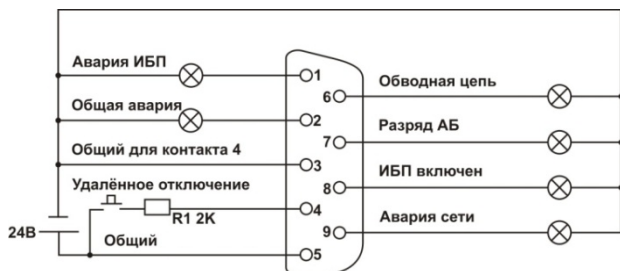 Авария ИБП
1
Обводная цепь
6
Общая авария
2
Разряд АБ
7
Общий для контакта 4
3
ИБП включен
8
Удалённое отключение
4
R1 2K
Авария сети
9
24В
Общий
5